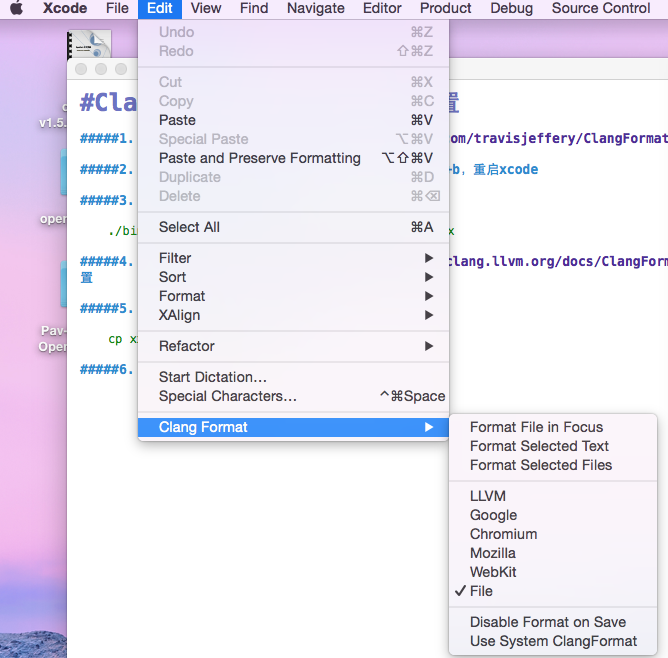 Xcode File Edit View Find Navigate Editor Product Debug Source Control
Undo ⌘Z
Redo ⇧⌘Z
Cut ⌘X
Copy ⌘C
Paste ⌘V
Special Paste ⌥⌘V
Paste and Preserve Formatting ⌥⇧⌘V
Duplicate ⌘D
Delete ⌘⌫
Select All ⌘A
Filter ▶
Sort ▶
Format ▶
XAlign ▶
Refactor ▶
Start Dictation...
Special Characters... ^⌘Space
Clang Format ▶
Format File in Focus
Format Selected Text
Format Selected Files
LLVM
Google
Chromium
Mozilla
WebKit
✓ File
Disable Format on Save
Use System ClangFormat
v1.5.
open
Pav-
Open
#Cla 置
#####1. om/travisjeffery/ClangFormat
#####2. -b，重启xcode
#####3.
./bi x
#####4. clang.llvm.org/docs/ClangForm
置
#####5.
cp x
#####6.